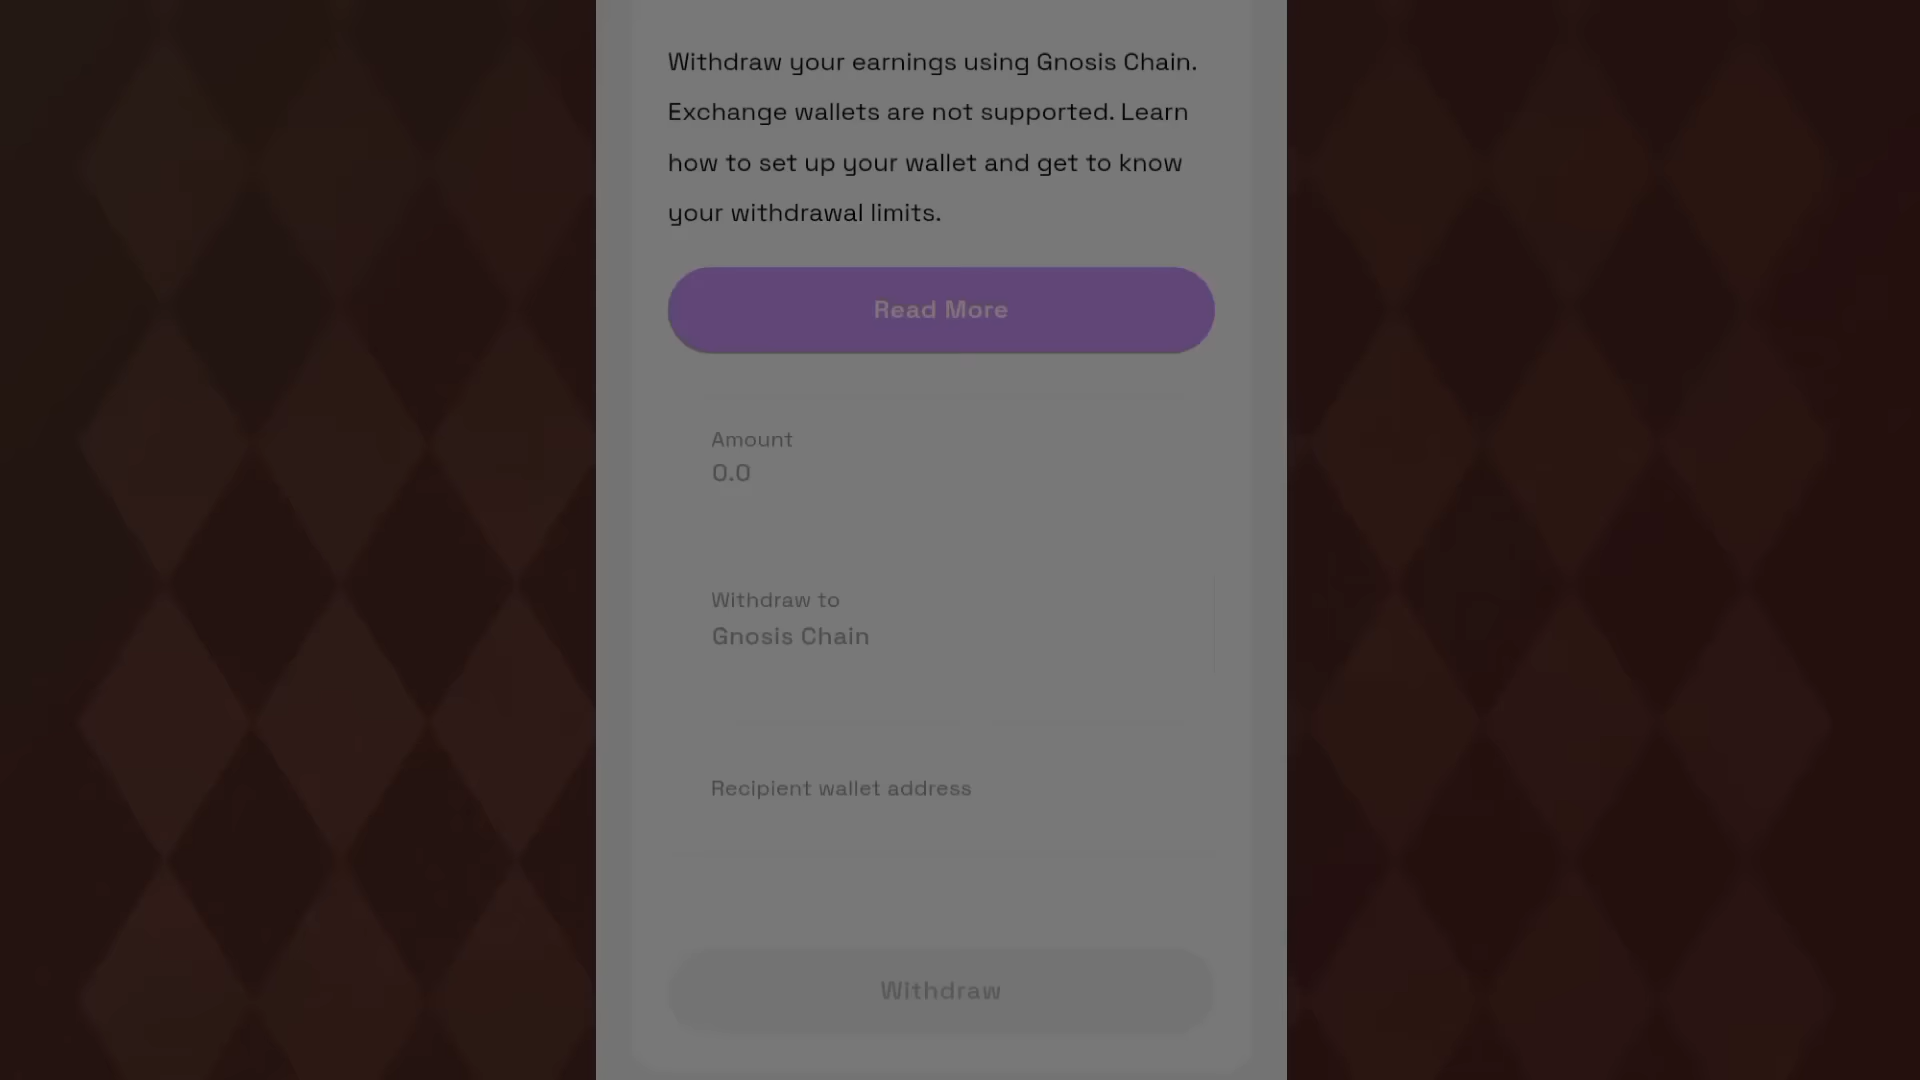 Withdraw your earnings using Gnosis Chain.
Exchange wallets are not supported. Learn
how to set up your wallet and get to know
your withdrawal limits.
Read More
Amount
0.0
Withdraw to
Gnosis Chain
Recipient wallet address
Withdraw